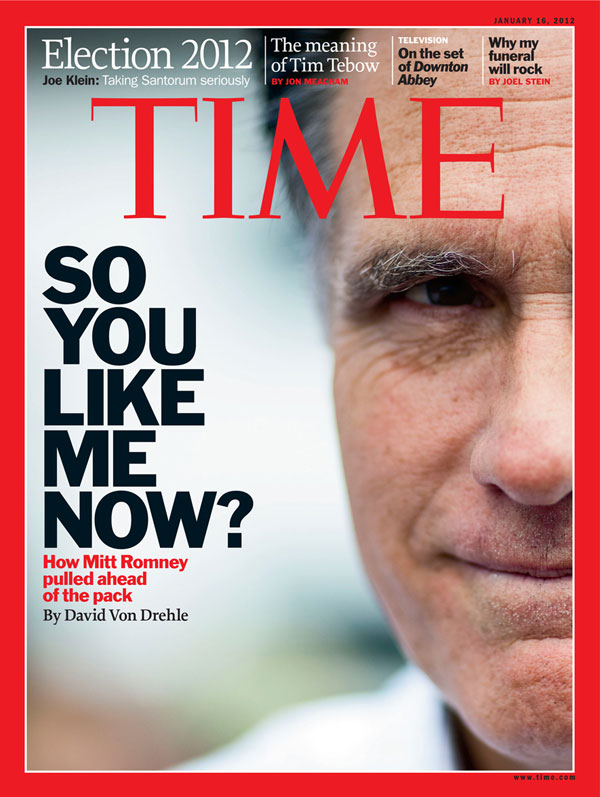 JANUARY 16, 2012
Election 2012
Joe Klein: Taking Santorum seriously
The meaning
of Tim Tebow
BY JON MEACHAM
TELEVISION
On the set
of Downton
Abbey
Why my
funeral
will rock
BY JOEL STEIN
TIME
SO
YOU
LIKE
ME
NOW?
How Mitt Romney
pulled ahead
of the pack
By David Von Drehle
www.time.com